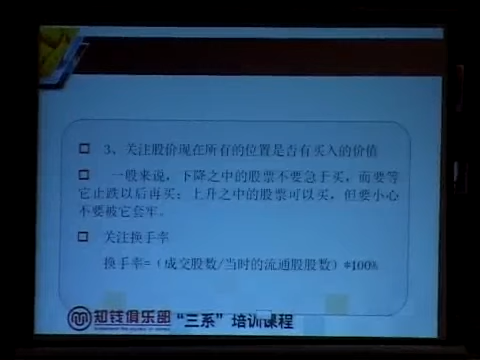 3、关注股价现在所有的位置是否有买入的价值
一般来说，下降之中的股票不要急于买，而要等
它止跌以后再买；上升之中的股票可以买，但要小心
不要被它套牢。
关注换手率
换手率=（成交股数/当时的流通股股数）*100%
知钱俱乐部 “三系”培训课程